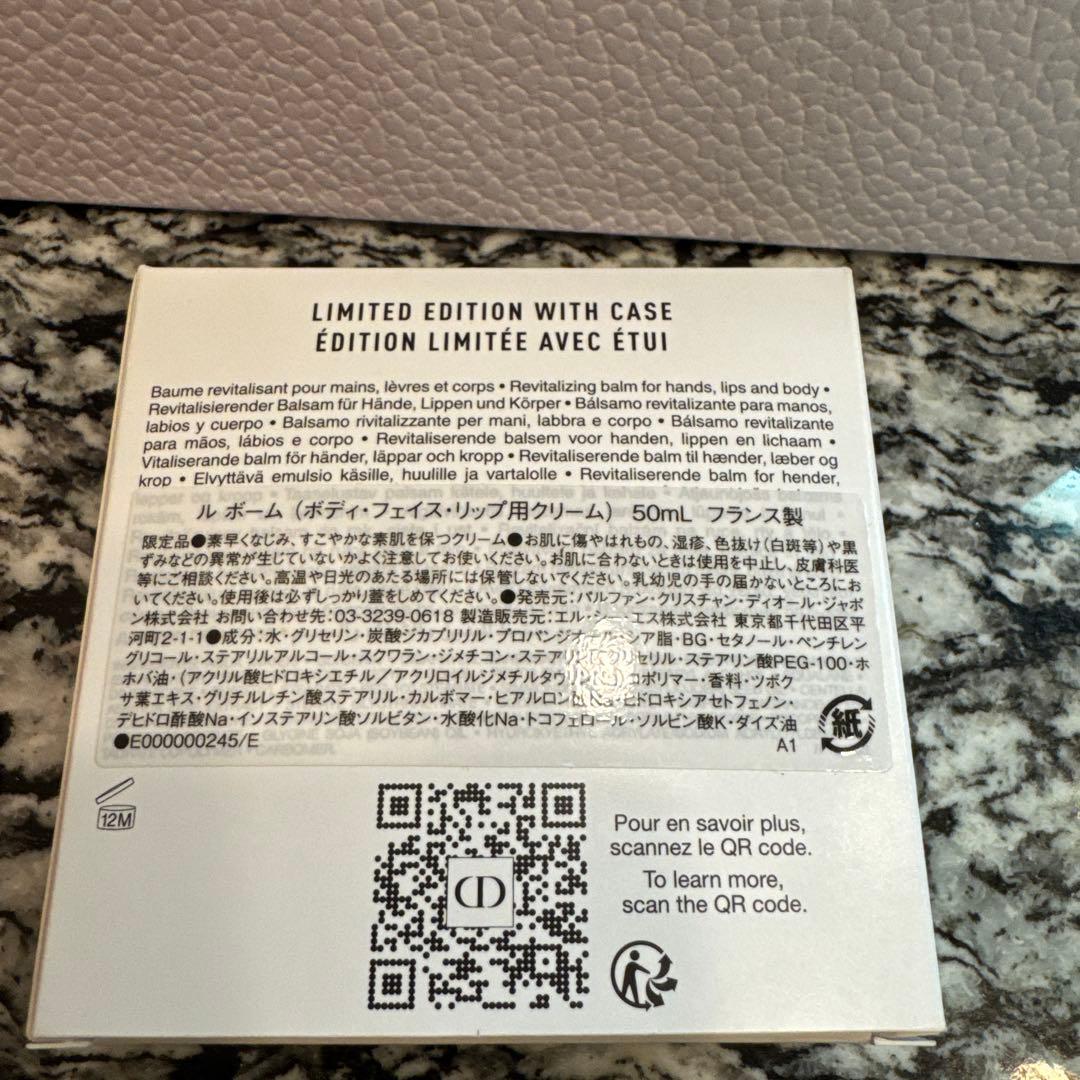 LIMITED EDITION WITH CASE
ÉDITION LIMITÉE AVEC ÉTUI
Baume revitalisant pour mains, lèvres et corps • Revitalizing balm for hands, lips and body •
Revitalisierender Balsam für Hände, Lippen und Körper • Bálsamo revitalizante para manos,
labios y cuerpo • Balsamo rivitalizzante per mani, labbra e corpo • Bálsamo revitalizante
para mãos, lábios e corpo • Revitaliserende balsem voor handen, lippen en lichaam •
Vitaliserande balm för händer, läppar och kropp • Revitaliserende balm til hænder, læber og
krop • Elvyttävä emulsio käsille, huulille ja vartalolle • Revitaliserende balm for hender,
ル ボーム（ボディ・フェイス・リップ用クリーム） 50mL フランス製
限定品●素早くなじみ、すこやかな素肌を保つクリーム●お肌に傷やはれもの、湿疹、色抜け(白斑等)や黒
ずみなどの異常が生じていないかよく注意してお使いください。お肌に合わないときは使用を中止し、皮膚科医
等にご相談ください。高温や日光のあたる場所には保管しないでください。乳幼児の手の届かないところにお
いてください。使用後は必ずしっかり蓋をしめてください。●発売元：パルファン・クリスチャン・ディオール・ジャポ
ン株式会社 お問い合わせ先：03-3239-0618 製造販売元：エル・シー・エス株式会社 東京都千代田区平
河町2-1-1●成分：水・グリセリン・炭酸ジカプリリル・プロパンジオール・シア脂・BG・セタノール・ペンチレン
グリコール・ステアリルアルコール・スクワラン・ジメチコン・ステアリン酸グリセリル・ステアリン酸PEG-100・ホ
ホバ油・(アクリル酸ヒドロキシエチル／アクリロイルジメチルタウリンNa)コポリマー・香料・ツボク
サ葉エキス・グリチルレチン酸ステアリル・カルボマー・ヒアルロン酸Na・ヒドロキシアセトフェノン・
デヒドロ酢酸Na・イソステアリン酸ソルビタン・水酸化Na・トコフェロール・ソルビン酸K・ダイズ油
●E000000245/E
A1
紙
12M
CD
Pour en savoir plus,
scannez le QR code.
To learn more,
scan the QR code.